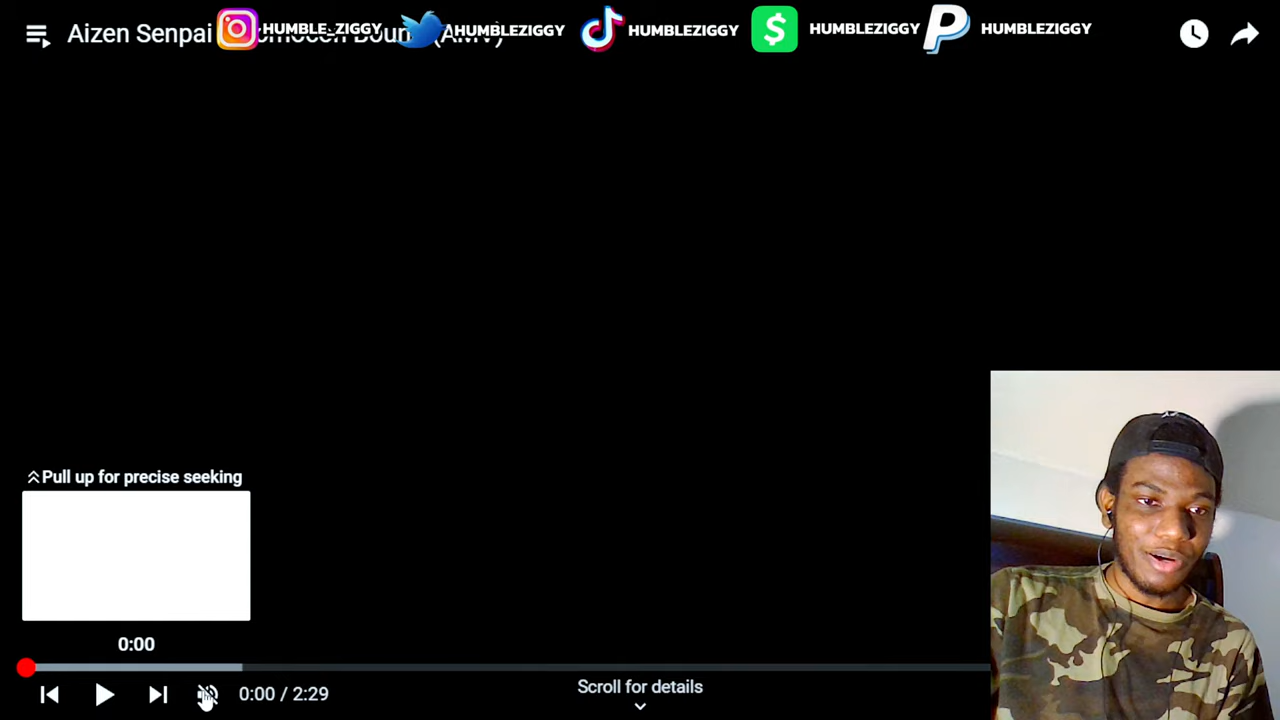 Aizen Senpai
HUMBLE_ZIGGY
HUMBLEZIGGY
HUMBLEZIGGY
HUMBLEZIGGY
HUMBLEZIGGY
Pull up for precise seeking
0:00
0:00 / 2:29
Scroll for details